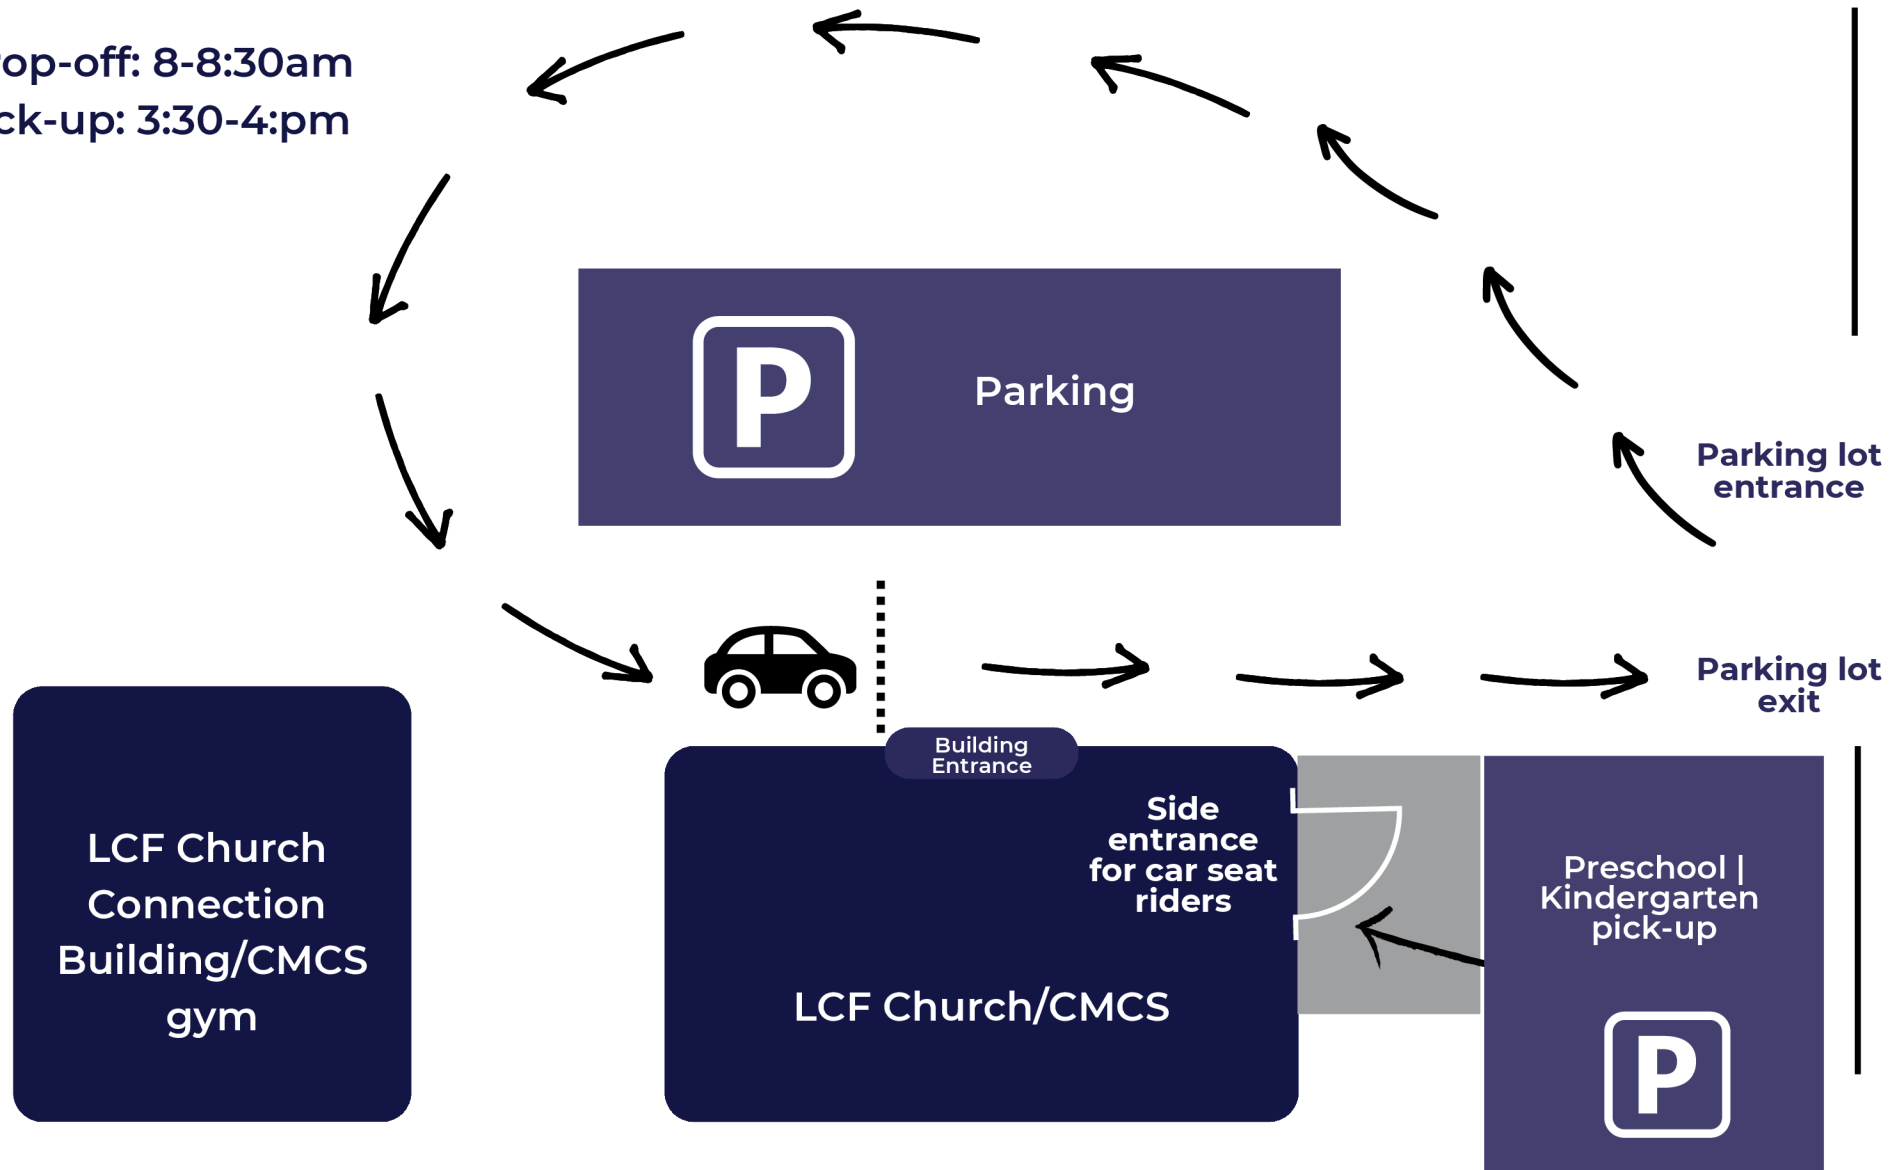 op-off: 8-8:30am
ck-up: 3:30-4:pm
P
Parking
Parking lot
entrance
Parking lot
exit
Building
Entrance
Side
entrance
for car seat
riders
LCF Church
Connection
Building/CMCS
gym
LCF Church/CMCS
Preschool |
Kindergarten
pick-up
P